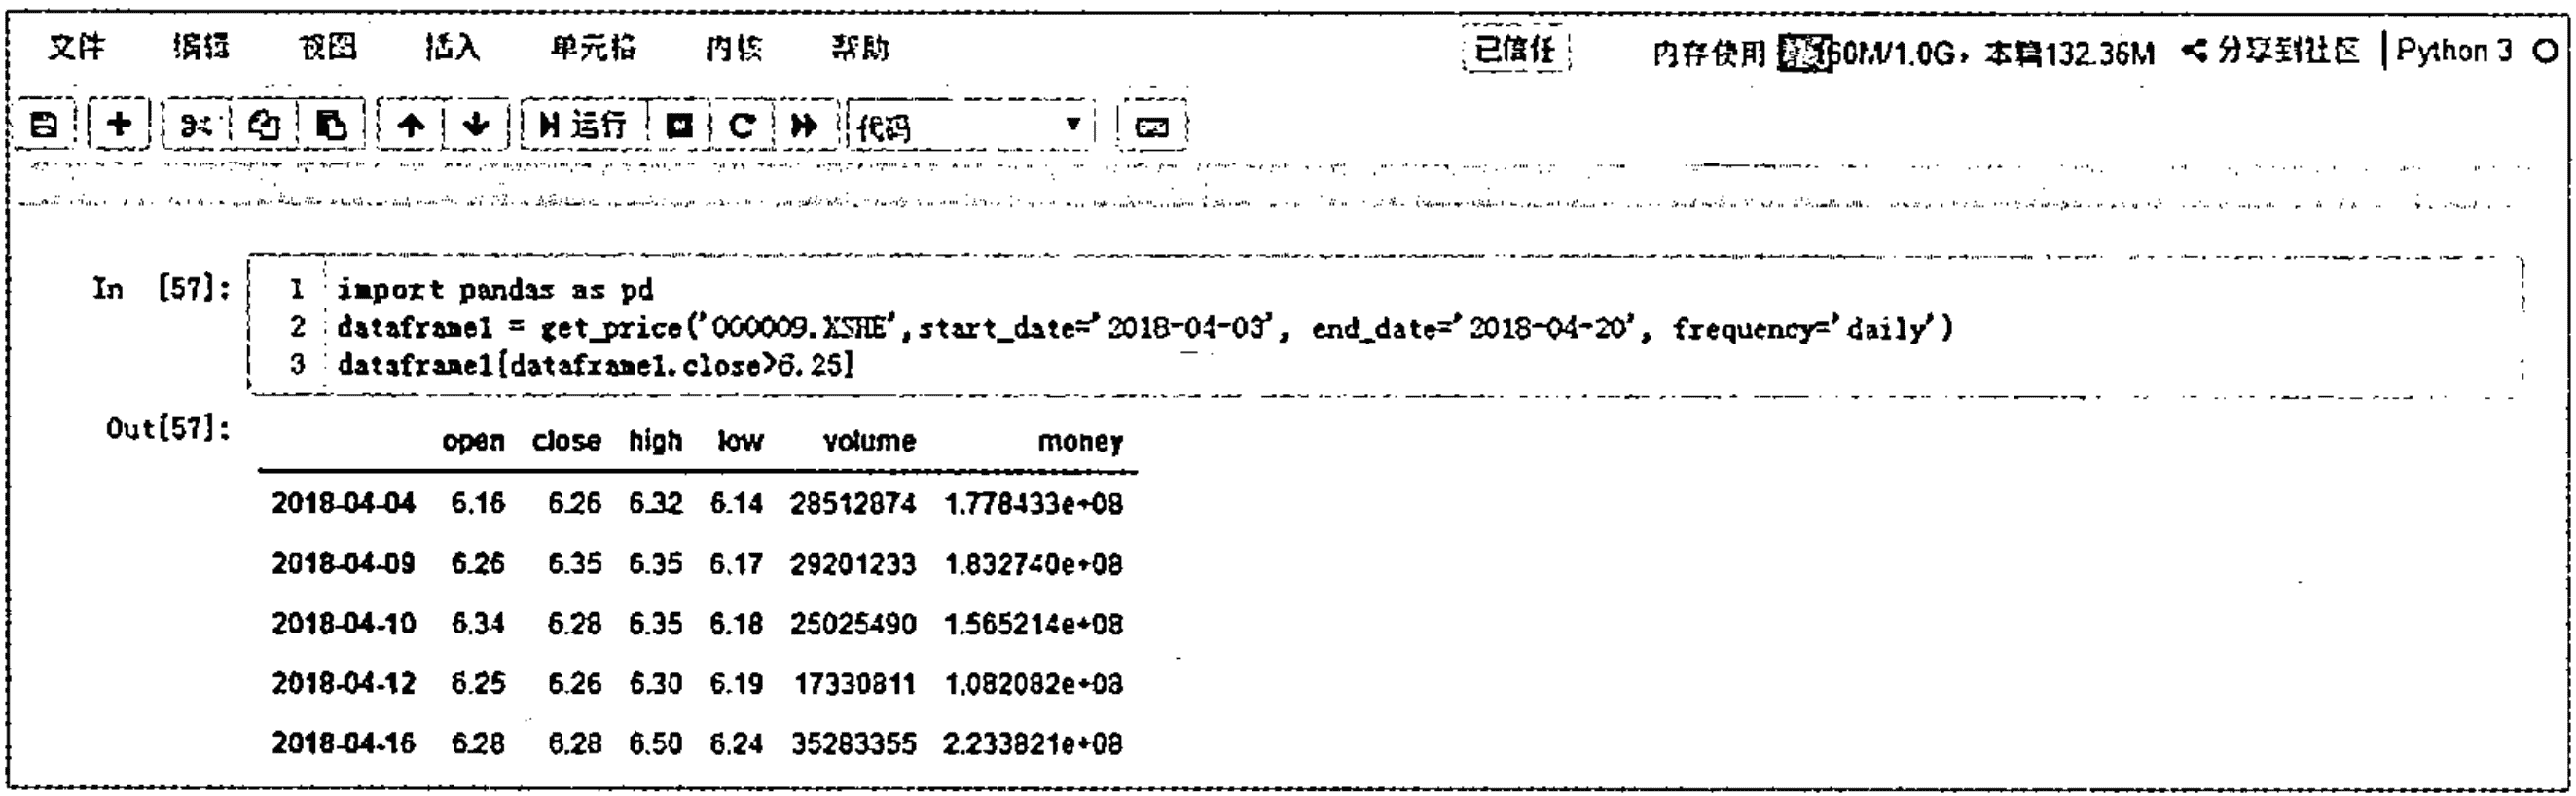 文件 编辑 视图 插入 单元格 内核 帮助 已信任 内存使用 60M/1.0G，本篇132.36M 分享到社区 Python 3
运行 代码
In [57]: 1 import pandas as pd
2 dataframe1 = get_price('000009.XSHE',start_date='2018-04-03', end_date='2018-04-20', frequency='daily')
3 dataframe1[dataframe1.close>6.25]
Out[57]:
open close high low volume money
2018-04-04 6.16 6.26 6.32 6.14 28512874 1.778433e+08
2018-04-09 6.26 6.35 6.35 6.17 29201233 1.832740e+08
2018-04-10 6.34 6.28 6.35 6.18 25025490 1.565214e+08
2018-04-12 6.25 6.26 6.30 6.19 17330811 1.082082e+08
2018-04-16 6.28 6.28 6.50 6.24 35283355 2.233821e+08